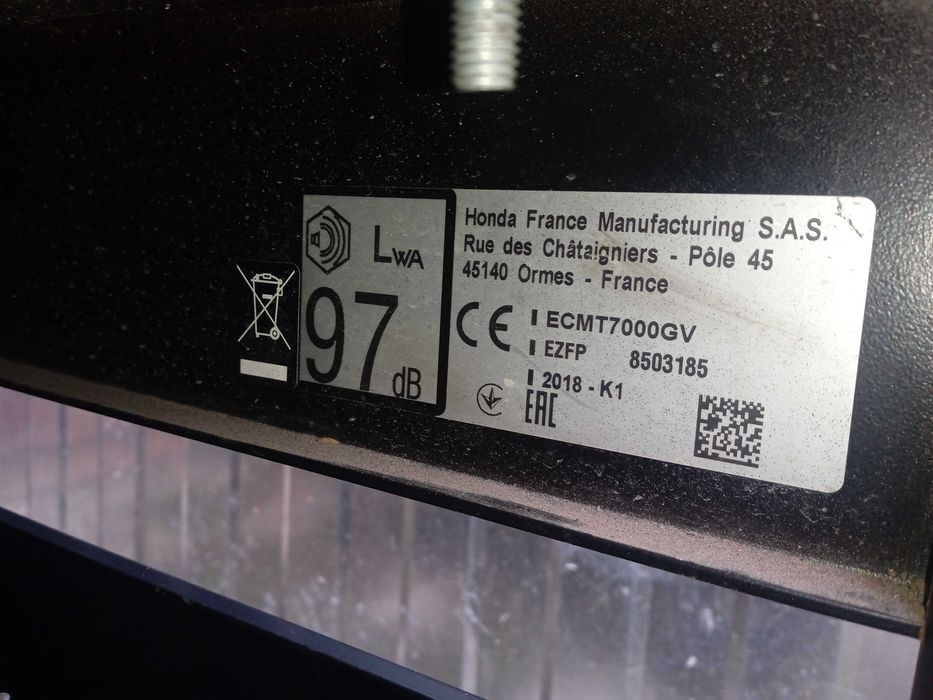 LWA
97
dB
Honda France Manufacturing S.A.S.
Rue des Châtaigniers - Pôle 45
45140 Ormes - France
CE
ECMT7000GV
EZFP 8503185
2018 - K1
EAC